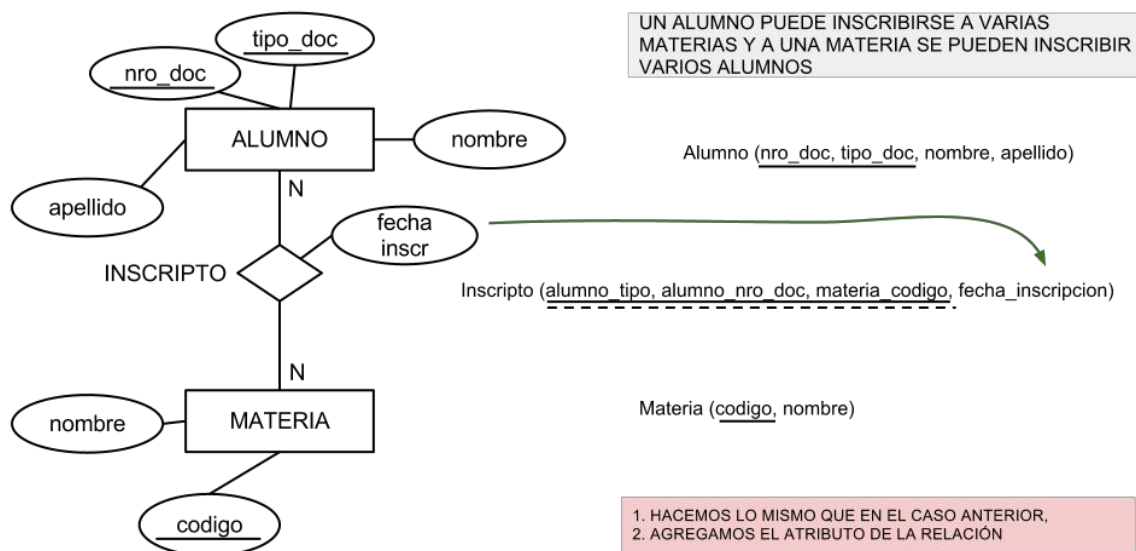 tipo_doc
nro_doc
ALUMNO
nombre
apellido
N
fecha
inscr
INSCRIPTO
N
nombre
MATERIA
codigo
UN ALUMNO PUEDE INSCRIBIRSE A VARIAS
MATERIAS Y A UNA MATERIA SE PUEDEN INSCRIBIR
VARIOS ALUMNOS
Alumno (nro_doc, tipo_doc, nombre, apellido)
Inscripto (alumno_tipo, alumno_nro_doc, materia_codigo, fecha_inscripcion)
Materia (codigo, nombre)
1. HACEMOS LO MISMO QUE EN EL CASO ANTERIOR,
2. AGREGAMOS EL ATRIBUTO DE LA RELACIÓN